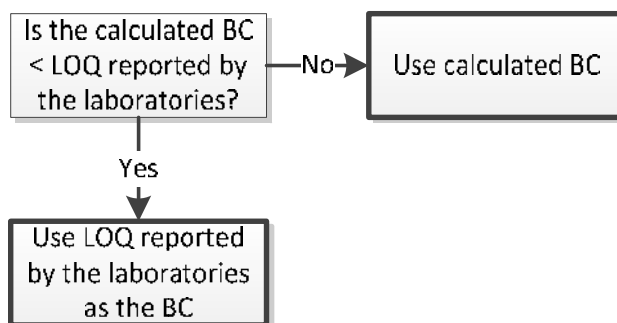 Is the calculated BC
< LOQ reported by
the laboratories?
No
Use calculated BC
Yes
Use LOQ reported
by the laboratories
as the BC